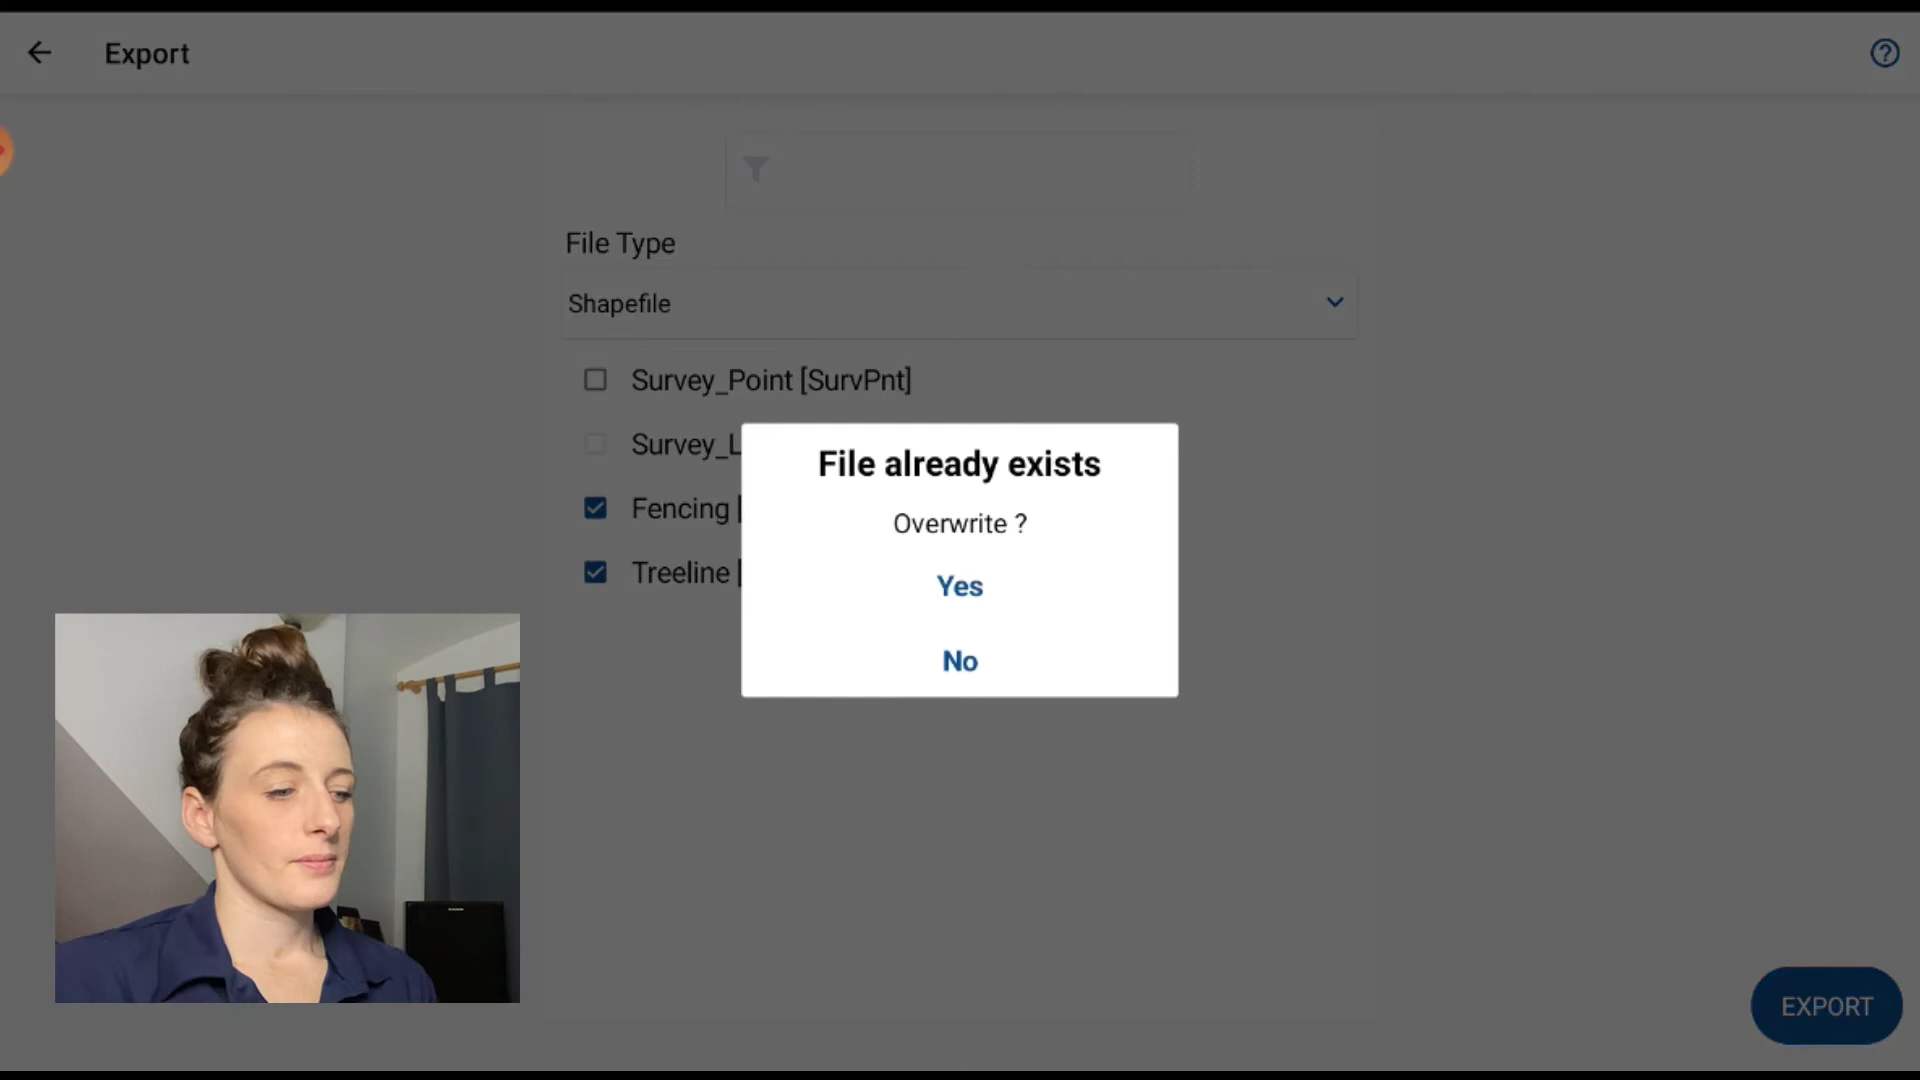 Export
File Type
Shapefile
Survey_Point [SurvPnt]
Survey_L
Fencing [
Treeline [
File already exists
Overwrite ?
Yes
No
EXPORT